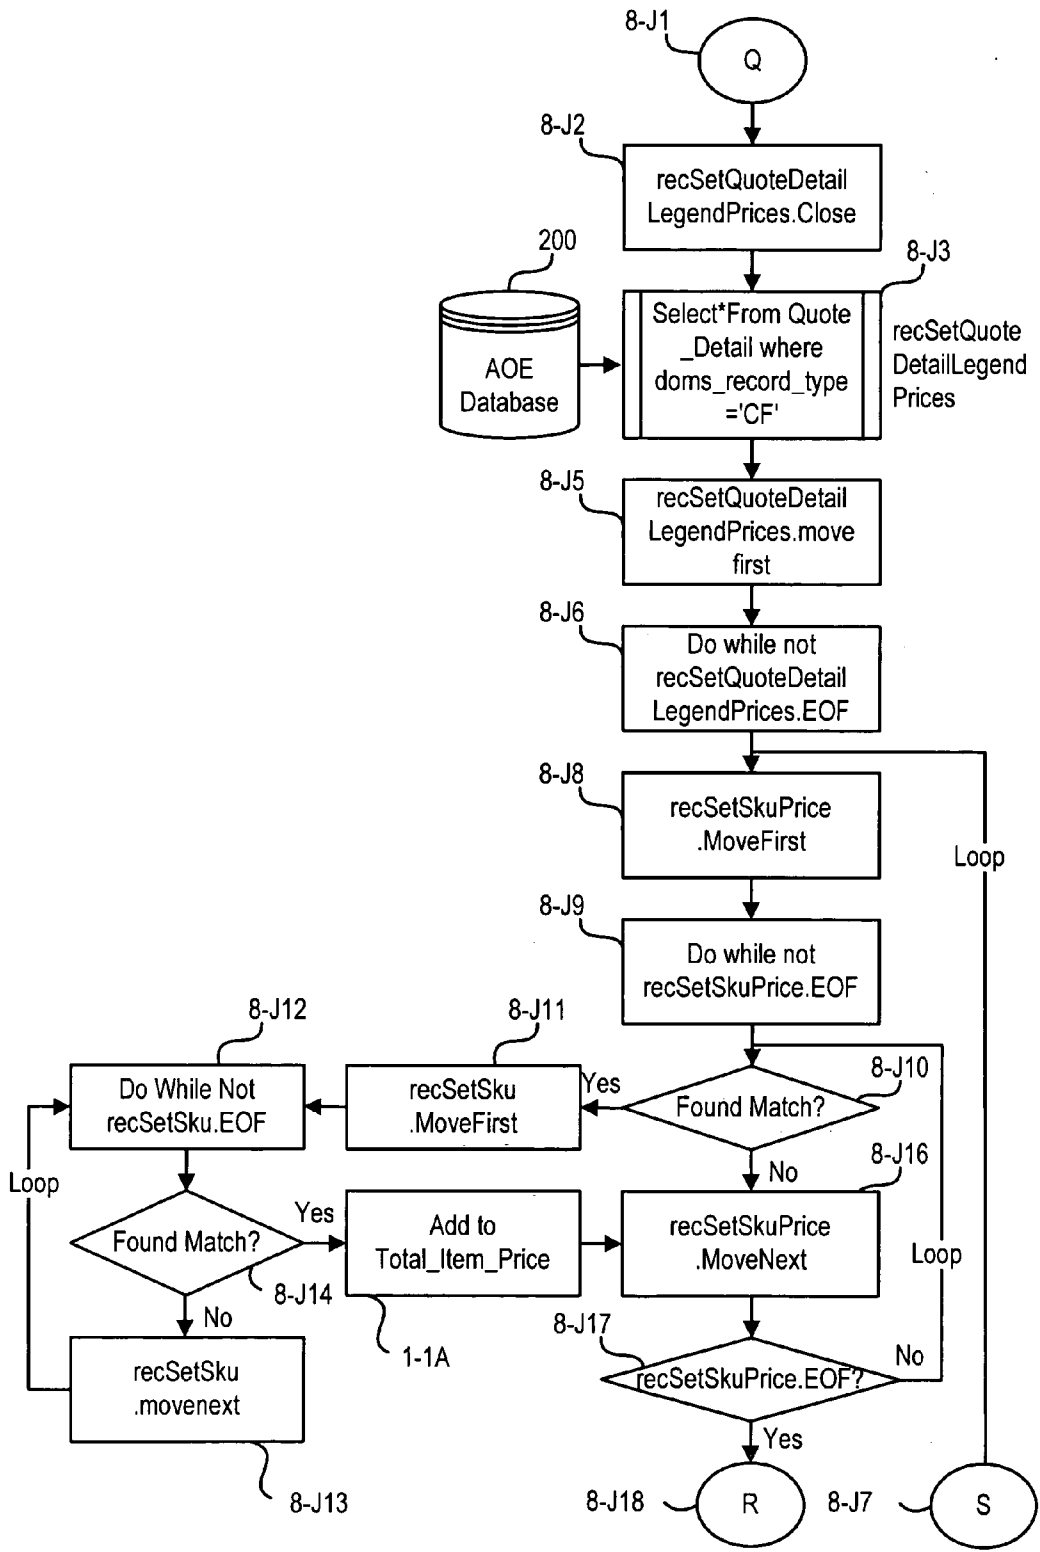 8-J1
Q
8-J2
recSetQuoteDetail
LegendPrices.Close
200
AOE
Database
8-J3
Select*From Quote
_Detail where
doms_record_type
='CF'
recSetQuote
DetailLegend
Prices
8-J5
recSetQuoteDetail
LegendPrices.move
first
8-J6
Do while not
recSetQuoteDetail
LegendPrices.EOF
8-J8
recSetSkuPrice
.MoveFirst
Loop
8-J9
Do while not
recSetSkuPrice.EOF
8-J12
Do While Not
recSetSku.EOF
8-J11
recSetSku
.MoveFirst
Yes
Found Match?
8-J10
No
8-J16
Loop
Found Match?
Yes
8-J14
No
Add to
Total_Item_Price
1-1A
recSetSkuPrice
.MoveNext
Loop
8-J17
recSetSkuPrice.EOF?
No
Yes
recSetSku
.movenext
8-J13
8-J18
R
8-J7
S